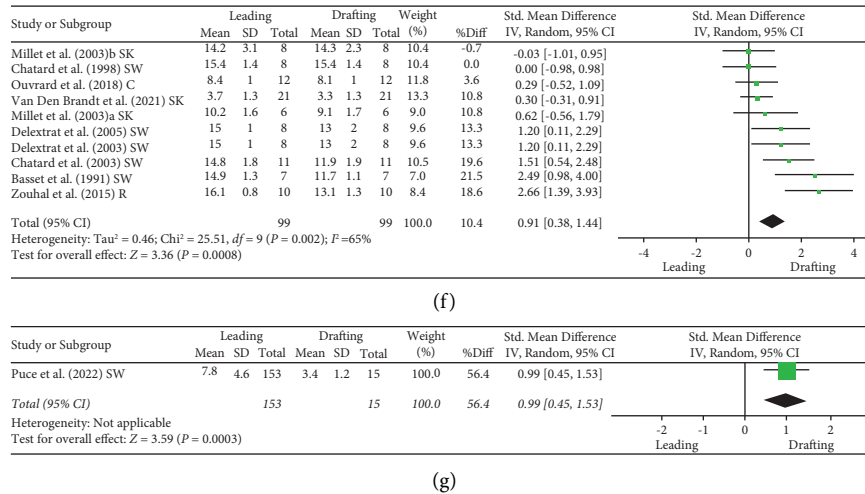 Study or Subgroup Leading Drafting Weight (%) %Diff Std. Mean Difference IV, Random, 95% CI Std. Mean Difference IV, Random, 95% CI
Mean SD Total Mean SD Total
Millet et al. (2003)b SK 14.2 3.1 8 14.3 2.3 8 10.4 -0.7 -0.03 [-1.01, 0.95]
Chatard et al. (1998) SW 15.4 1.4 8 15.4 1.4 8 10.4 0.0 0.00 [-0.98, 0.98]
Ouvrard et al. (2018) C 8.4 1 12 8.1 1 12 11.8 3.6 0.29 [-0.52, 1.09]
Van Den Brandt et al. (2021) SK 3.7 1.3 21 3.3 1.3 21 13.3 10.8 0.30 [-0.31, 0.91]
Millet et al. (2003)a SK 10.2 1.6 6 9.1 1.7 6 9.0 10.8 0.62 [-0.56, 1.79]
Delextrat et al. (2005) SW 15 1 8 13 2 8 9.6 13.3 1.20 [0.11, 2.29]
Delextrat et al. (2003) SW 15 1 8 13 2 8 9.6 13.3 1.20 [0.11, 2.29]
Chatard et al. (2003) SW 14.8 1.8 11 11.9 1.9 11 10.5 19.6 1.51 [0.54, 2.48]
Basset et al. (1991) SW 14.9 1.3 7 11.7 1.1 7 7.0 21.5 2.49 [0.98, 4.00]
Zouhal et al. (2015) R 16.1 0.8 10 13.1 1.3 10 8.4 18.6 2.66 [1.39, 3.93]
Total (95% CI) 99 99 100.0 10.4 0.91 [0.38, 1.44]
Heterogeneity: Tau² = 0.46; Chi² = 25.51, df = 9 (P = 0.002); I² =65%
Test for overall effect: Z = 3.36 (P = 0.0008)
-4 -2 0 2 4
Leading Drafting
(f)
Study or Subgroup Leading Drafting Weight (%) %Diff Std. Mean Difference IV, Random, 95% CI Std. Mean Difference IV, Random, 95% CI
Mean SD Total Mean SD Total
Puce et al. (2022) SW 7.8 4.6 153 3.4 1.2 15 100.0 56.4 0.99 [0.45, 1.53]
Total (95% CI) 153 15 100.0 56.4 0.99 [0.45, 1.53]
Heterogeneity: Not applicable
Test for overall effect: Z = 3.59 (P = 0.0003)
-2 -1 0 1 2
Leading Drafting
(g)